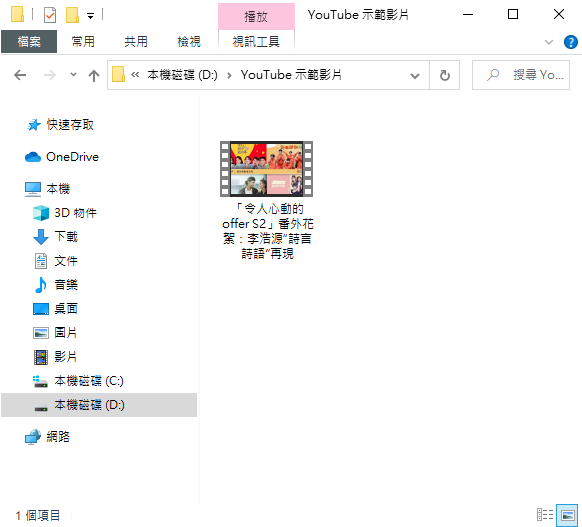 播放
YouTube 示範影片
檔案
常用
共用
檢視
視訊工具
本機磁碟 (D:)
YouTube 示範影片
搜尋 Yo...
快速存取
OneDrive
本機
3D 物件
下載
文件
音樂
桌面
圖片
影片
本機磁碟 (C:)
本機磁碟 (D:)
網路
「令人心動的
offer S2」番外花
絮：李浩源“詩言
詩語”再現
1 個項目